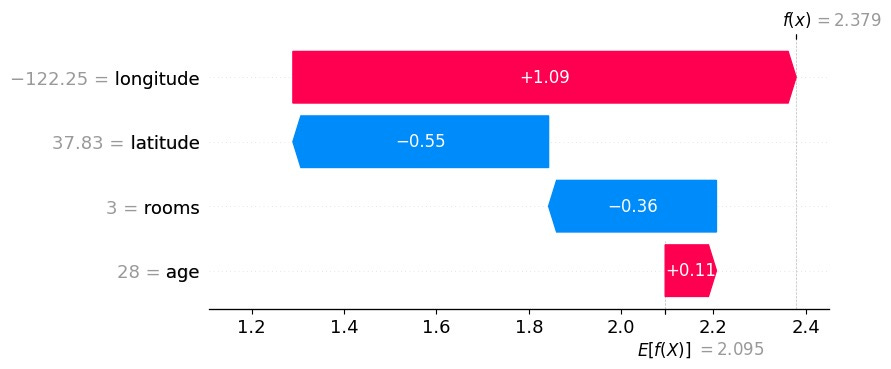 f(x) = 2.379
−122.25 = longitude
+1.09
37.83 = latitude
−0.55
3 = rooms
−0.36
28 = age
+0.11
1.2 1.4 1.6 1.8 2.0 2.2 2.4
E[f(X)] = 2.095